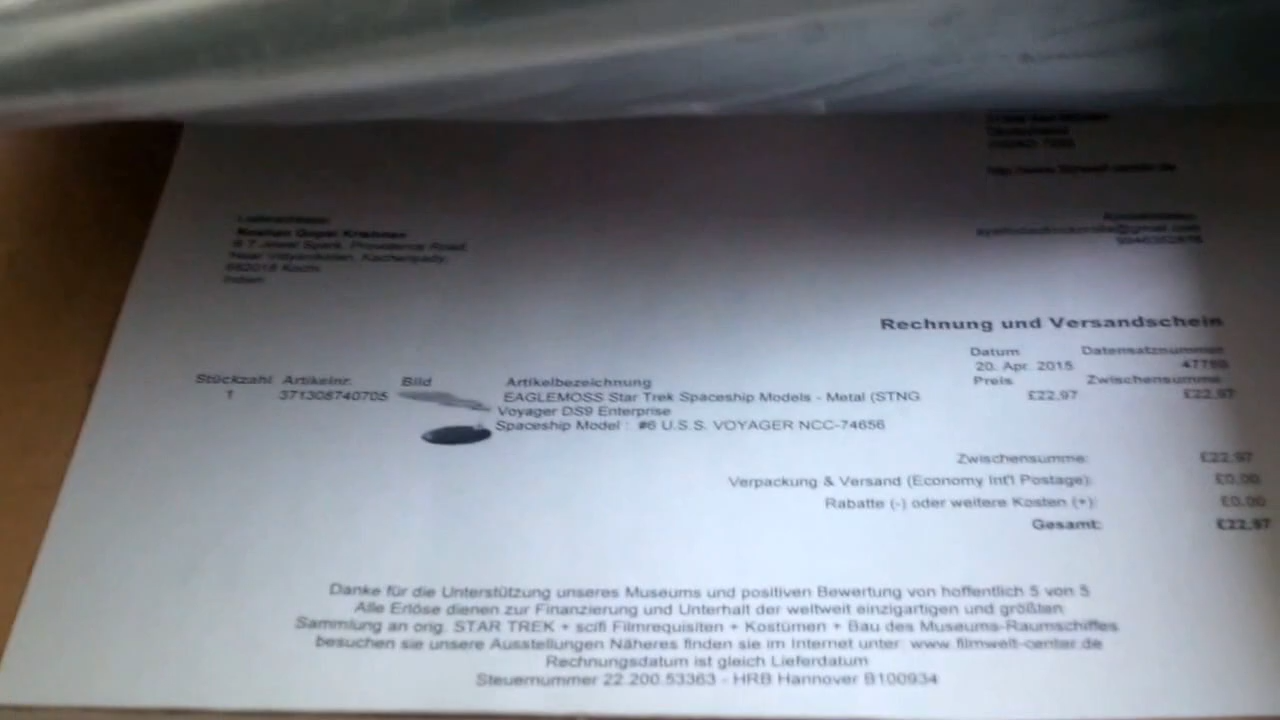 Deutschland
Rechnung und Versandschein
Datum Datensatznummer
20. Apr. 2015
Stückzahl Artikelnr. Bild Artikelbezeichnung Preis Zwischensumme
1 371308740705 EAGLEMOSS Star Trek Spaceship Models - Metal (STNG £22,97 £22,97
Voyager DS9 Enterprise
Spaceship Model : #6 U.S.S. VOYAGER NCC-74656
Zwischensumme: £22,97
Verpackung & Versand (Economy Int'l Postage): £0,00
Rabatte (-) oder weitere Kosten (+): £0,00
Gesamt: £22,97
Danke für die Unterstützung unseres Museums und positiven Bewertung von hoffentlich 5 von 5
Alle Erlöse dienen zur Finanzierung und Unterhalt der weltweit einzigartigen und größten
Sammlung an orig. STAR TREK + scifi Filmrequisiten + Kostümen + Bau des Museums-Raumschiffes
besuchen sie unsere Ausstellungen Näheres finden sie im Internet unter: www.filmwelt-center.de
Rechnungsdatum ist gleich Lieferdatum
Steuernummer 22.200.53363 - HRB Hannover B100934